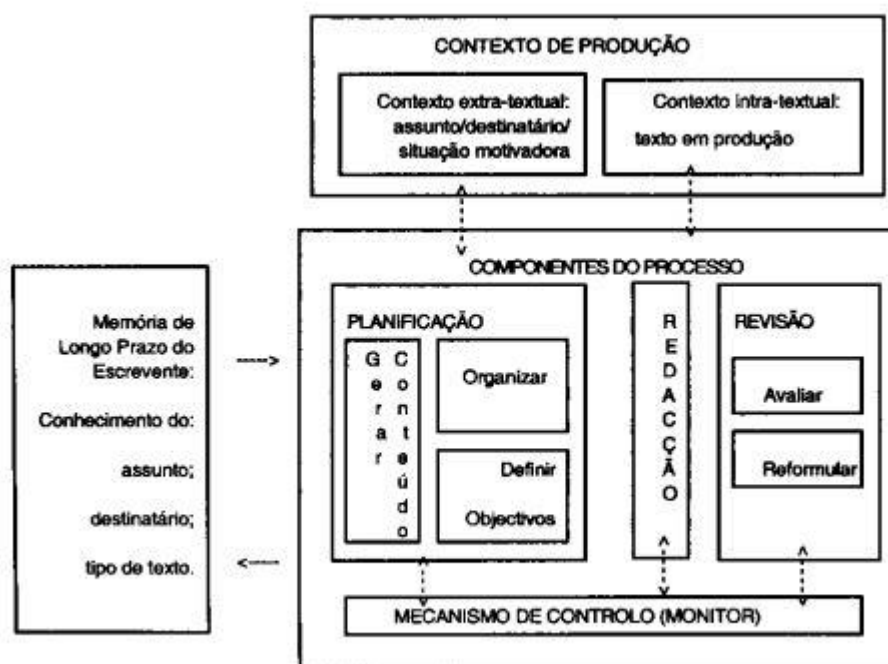 CONTEXTO DE PRODUÇÃO
Contexto extra-textual:
assunto/destinatário/
situação motivadora
Contexto intra-textual:
texto em produção
COMPONENTES DO PROCESSO
Memória de
Longo Prazo do
Escrevente:
Conhecimento do:
assunto;
destinatário;
tipo de texto.
PLANIFICAÇÃO
Gerar
Conteúdo
Organizar
Definir
Objectivos
REDACÇÃO
REVISÃO
Avaliar
Reformular
MECANISMO DE CONTROLO (MONITOR)